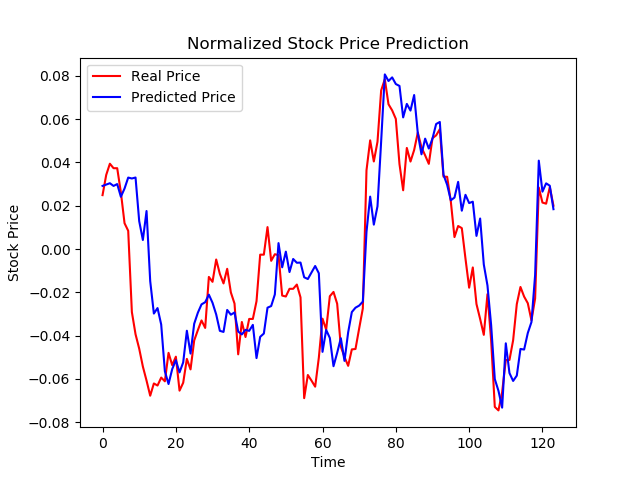 Normalized Stock Price Prediction
Real Price
Predicted Price
Stock Price
0.08
0.06
0.04
0.02
0.00
−0.02
−0.04
−0.06
−0.08
0 20 40 60 80 100 120
Time